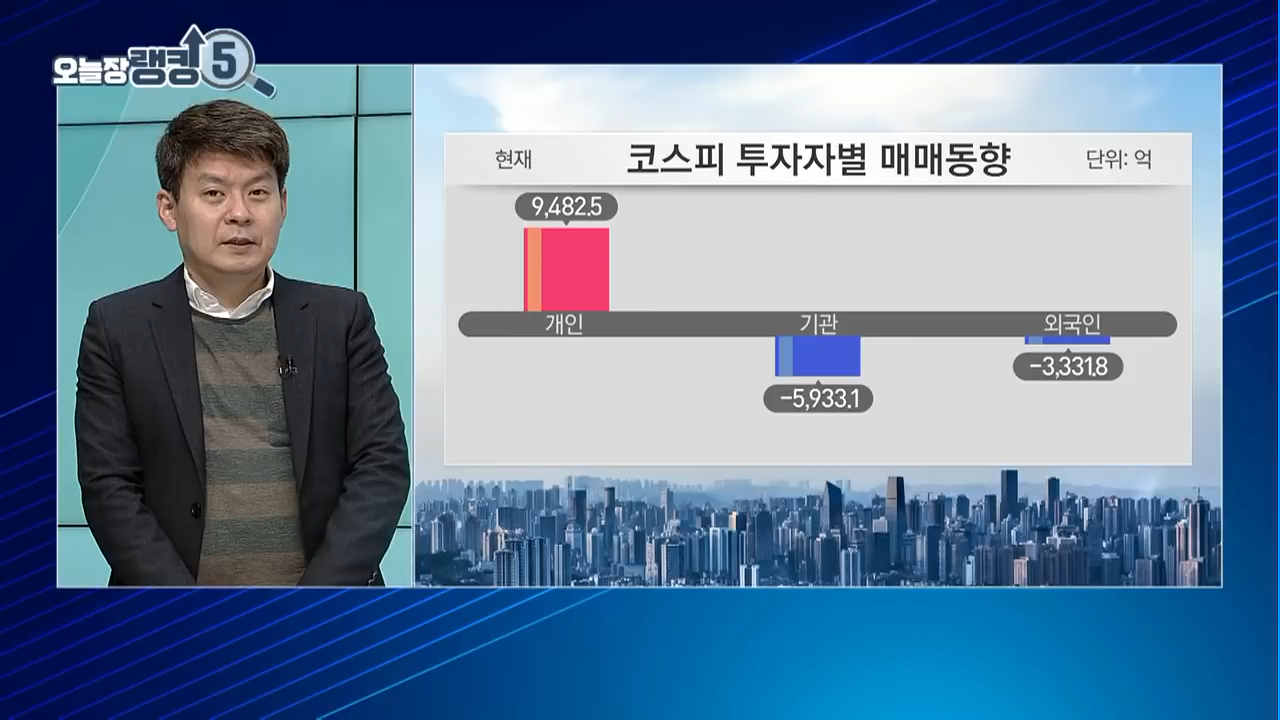 오늘장 랭킹 5
현재
코스피 투자자별 매매동향
단위: 억
9,482.5
개인
기관
외국인
-5,933.1
-3,331.8